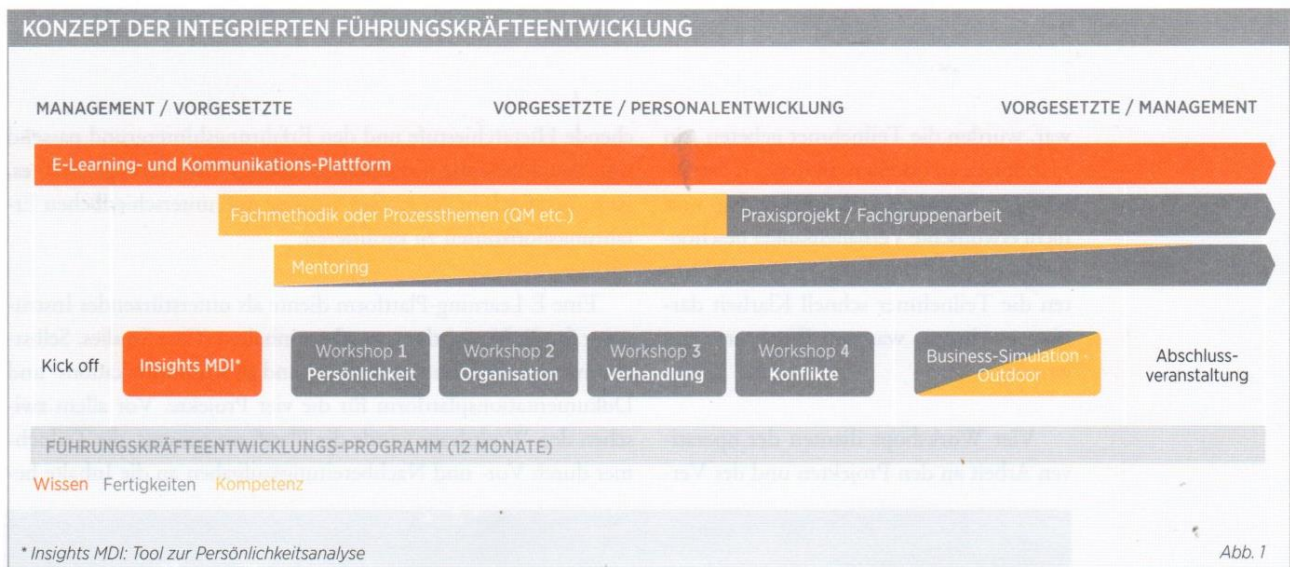 KONZEPT DER INTEGRIERTEN FÜHRUNGSKRÄFTEENTWICKLUNG
MANAGEMENT / VORGESETZTE
VORGESETZTE / PERSONALENTWICKLUNG
VORGESETZTE / MANAGEMENT
E-Learning- und Kommunikations-Plattform
Fachmethodik oder Prozessthemen (QM etc.)
Praxisprojekt / Fachgruppenarbeit
Mentoring
Kick off
Insights MDI*
Workshop 1
Persönlichkeit
Workshop 2
Organisation
Workshop 3
Verhandlung
Workshop 4
Konflikte
Business-Simulation -
Outdoor
Abschluss-
veranstaltung
FÜHRUNGSKRÄFTEENTWICKLUNGS-PROGRAMM (12 MONATE)
Wissen Fertigkeiten Kompetenz
* Insights MDI: Tool zur Persönlichkeitsanalyse
Abb. 1